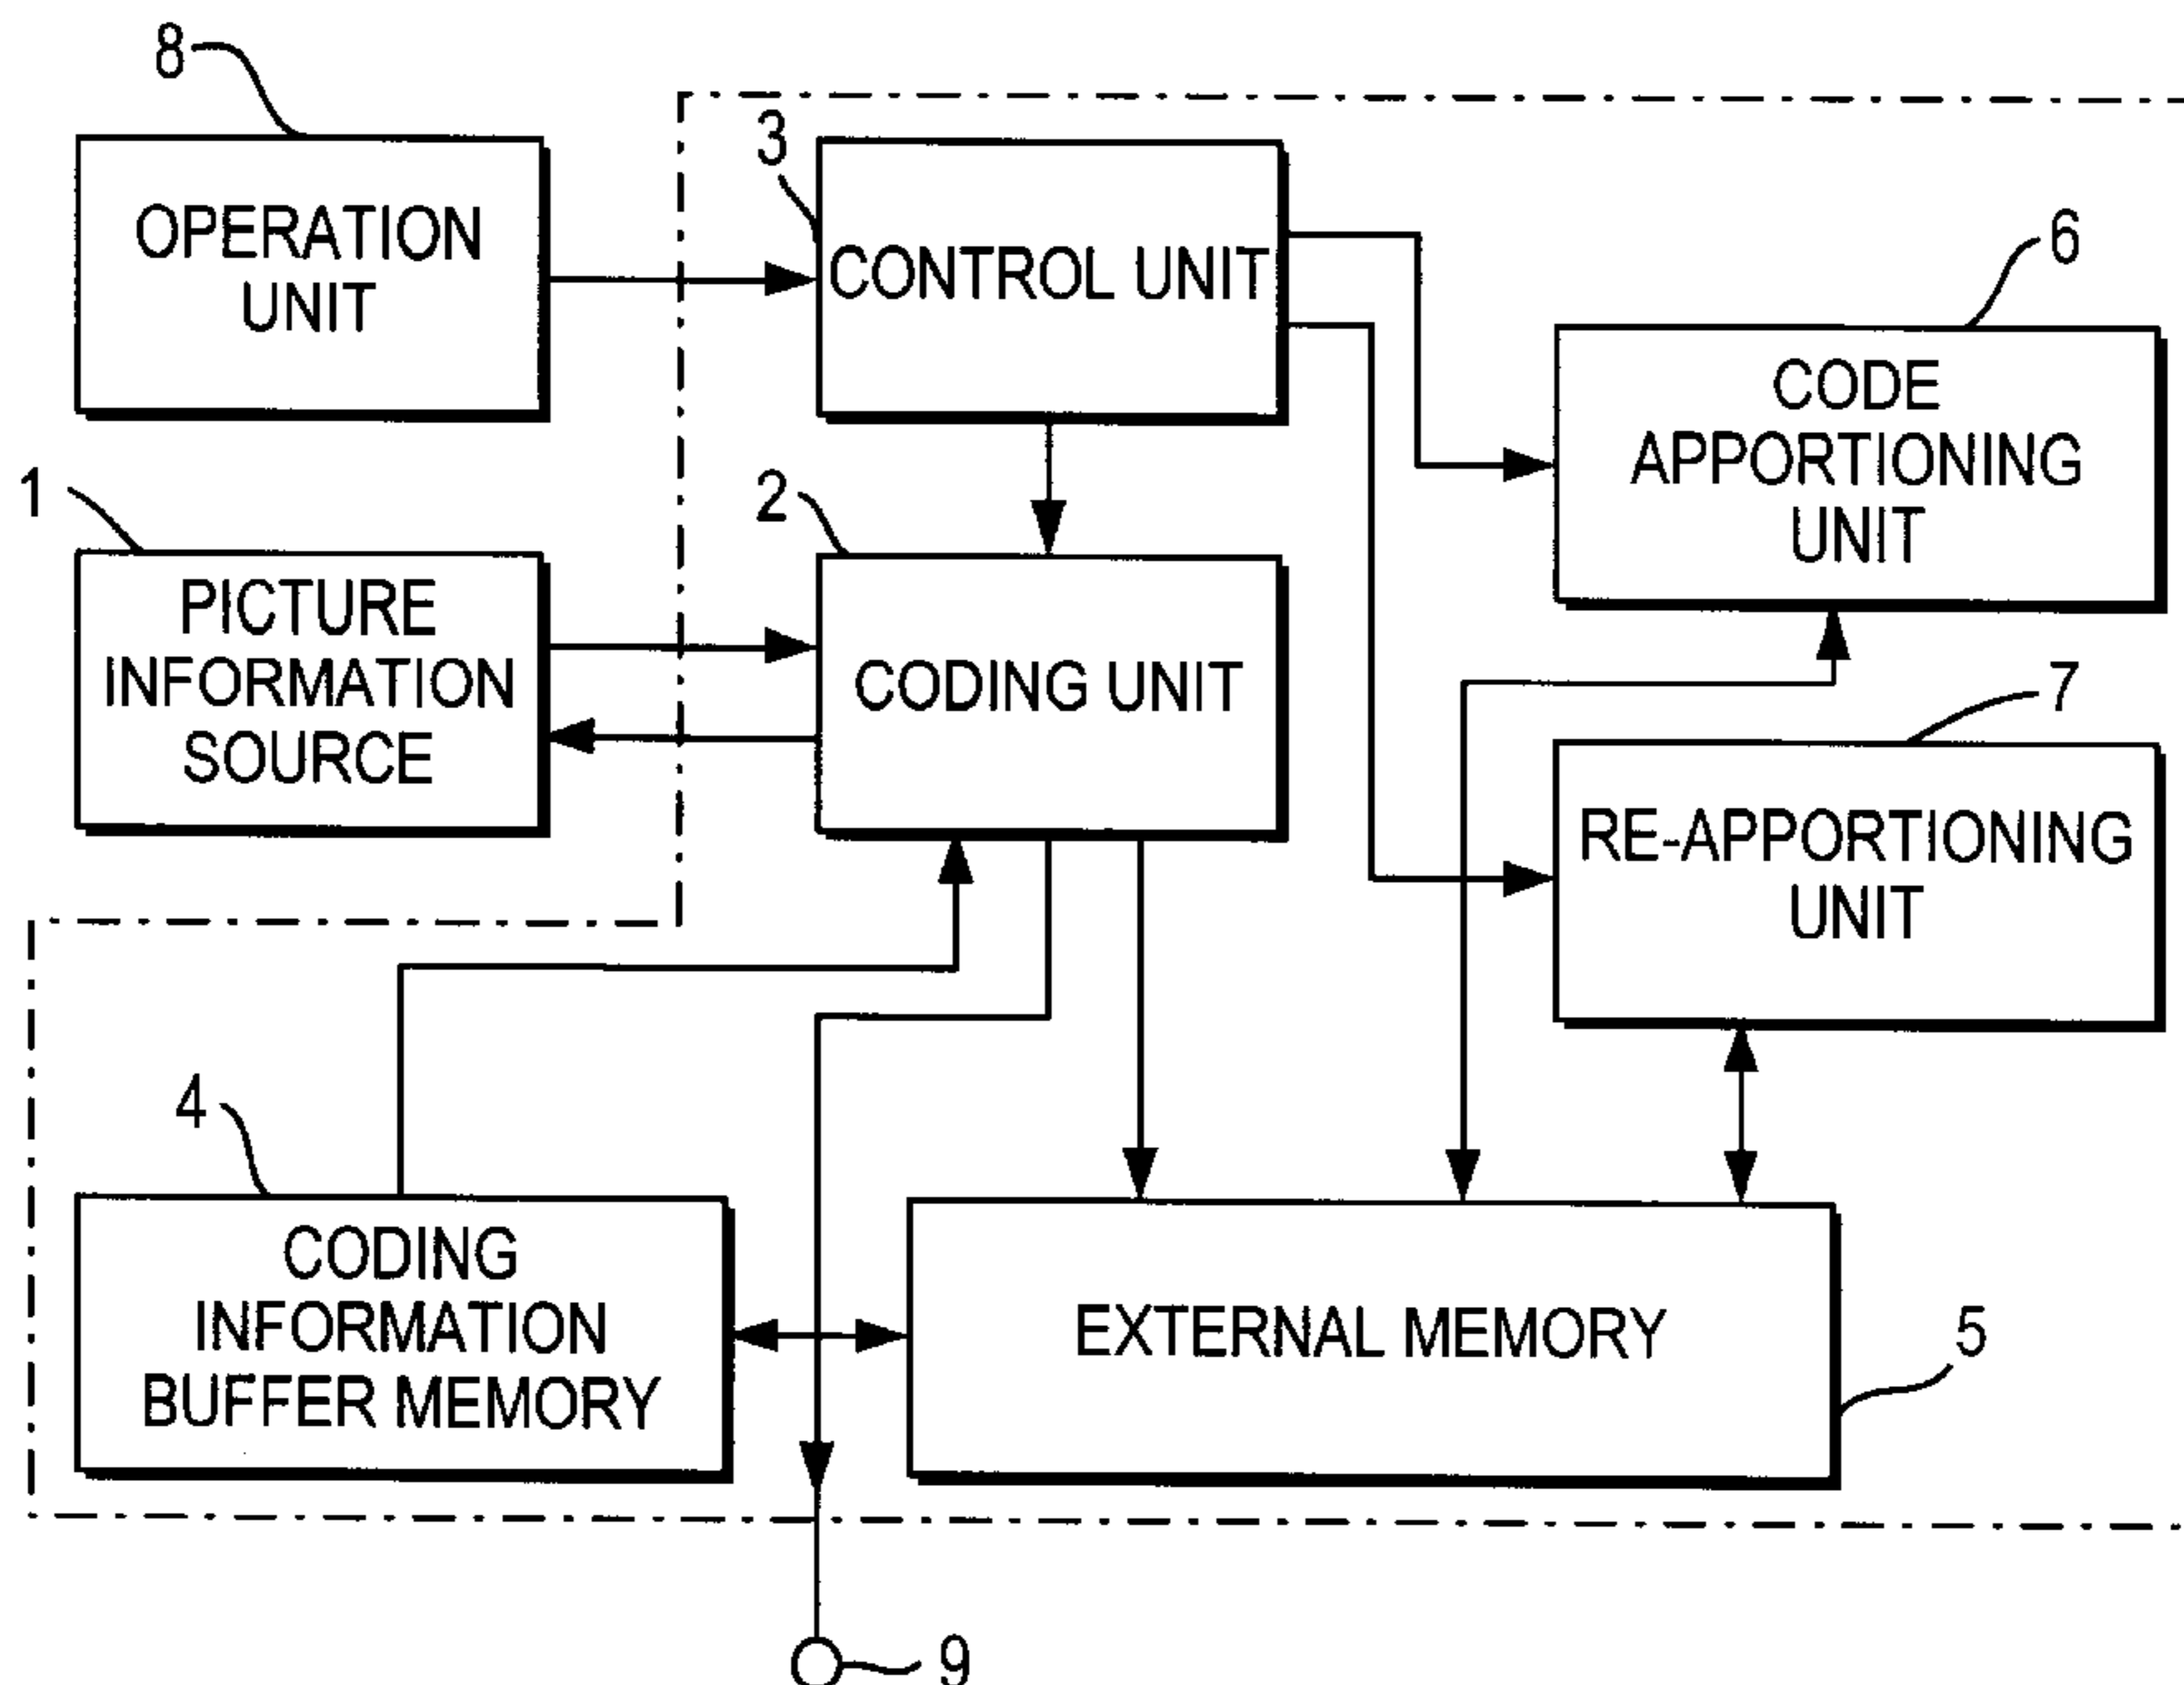 8
OPERATION
UNIT
3
CONTROL UNIT
6
CODE
APPORTIONING
UNIT
1
PICTURE
INFORMATION
SOURCE
2
CODING UNIT
7
RE-APPORTIONING
UNIT
4
CODING
INFORMATION
BUFFER MEMORY
EXTERNAL MEMORY
5
9